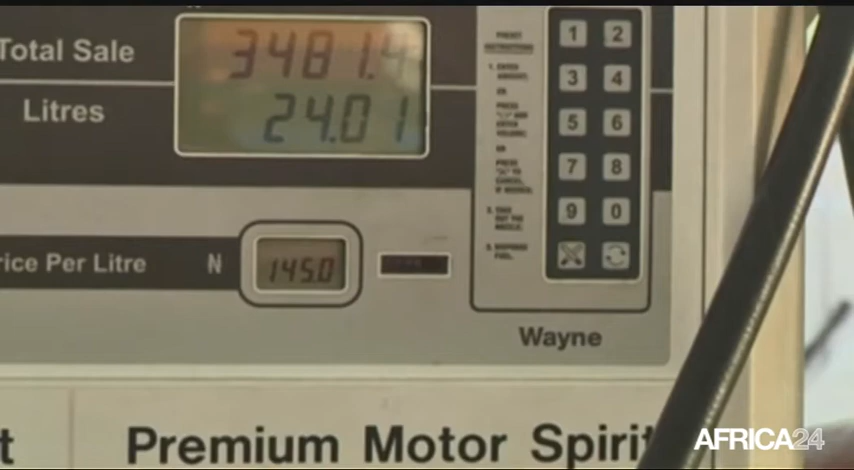 Total Sale
3481.4
Litres
24.01
rice Per Litre N 145.0
1 2
3 4
5 6
7 8
9 0
Wayne
Premium Motor Spirit
AFRICA24